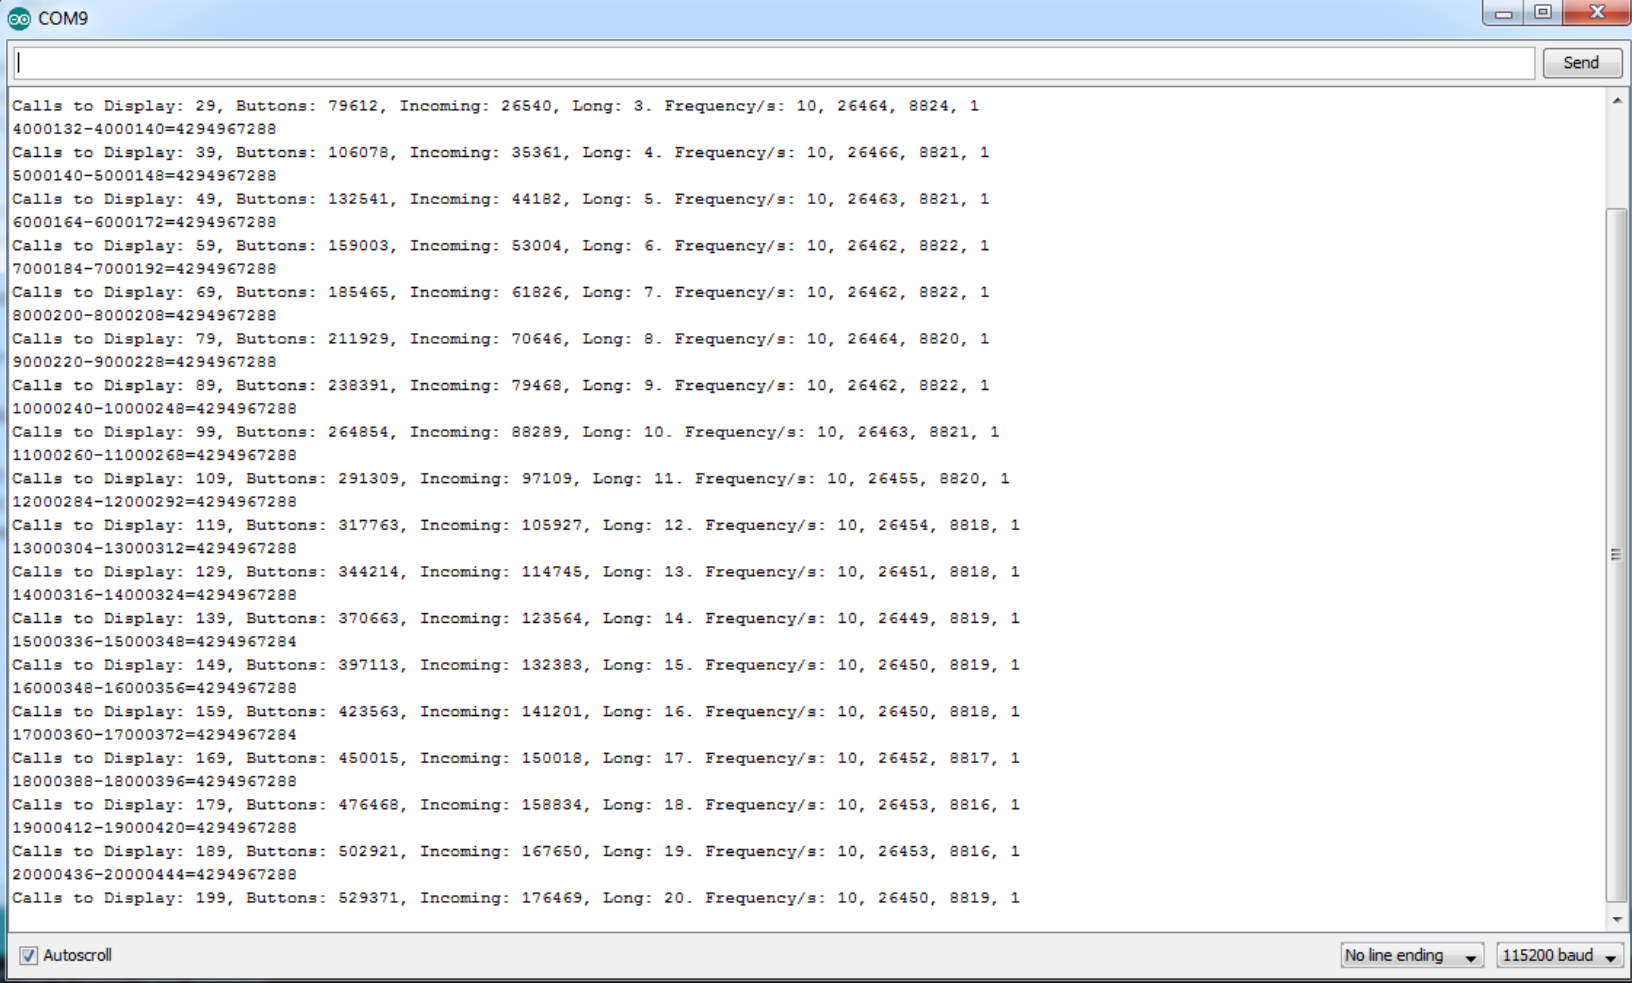 COM9
Send
Calls to Display: 29, Buttons: 79612, Incoming: 26540, Long: 3. Frequency/s: 10, 26464, 8824, 1
4000132-4000140=4294967288
Calls to Display: 39, Buttons: 106078, Incoming: 35361, Long: 4. Frequency/s: 10, 26466, 8821, 1
5000140-5000148=4294967288
Calls to Display: 49, Buttons: 132541, Incoming: 44182, Long: 5. Frequency/s: 10, 26463, 8821, 1
6000164-6000172=4294967288
Calls to Display: 59, Buttons: 159003, Incoming: 53004, Long: 6. Frequency/s: 10, 26462, 8822, 1
7000184-7000192=4294967288
Calls to Display: 69, Buttons: 185465, Incoming: 61826, Long: 7. Frequency/s: 10, 26462, 8822, 1
8000200-8000208=4294967288
Calls to Display: 79, Buttons: 211929, Incoming: 70646, Long: 8. Frequency/s: 10, 26464, 8820, 1
9000220-9000228=4294967288
Calls to Display: 89, Buttons: 238391, Incoming: 79468, Long: 9. Frequency/s: 10, 26462, 8822, 1
10000240-10000248=4294967288
Calls to Display: 99, Buttons: 264854, Incoming: 88289, Long: 10. Frequency/s: 10, 26463, 8821, 1
11000260-11000268=4294967288
Calls to Display: 109, Buttons: 291309, Incoming: 97109, Long: 11. Frequency/s: 10, 26455, 8820, 1
12000284-12000292=4294967288
Calls to Display: 119, Buttons: 317763, Incoming: 105927, Long: 12. Frequency/s: 10, 26454, 8818, 1
13000304-13000312=4294967288
Calls to Display: 129, Buttons: 344214, Incoming: 114745, Long: 13. Frequency/s: 10, 26451, 8818, 1
14000316-14000324=4294967288
Calls to Display: 139, Buttons: 370663, Incoming: 123564, Long: 14. Frequency/s: 10, 26449, 8819, 1
15000336-15000348=4294967284
Calls to Display: 149, Buttons: 397113, Incoming: 132383, Long: 15. Frequency/s: 10, 26450, 8819, 1
16000348-16000356=4294967288
Calls to Display: 159, Buttons: 423563, Incoming: 141201, Long: 16. Frequency/s: 10, 26450, 8818, 1
17000360-17000372=4294967284
Calls to Display: 169, Buttons: 450015, Incoming: 150018, Long: 17. Frequency/s: 10, 26452, 8817, 1
18000388-18000396=4294967288
Calls to Display: 179, Buttons: 476468, Incoming: 158834, Long: 18. Frequency/s: 10, 26453, 8816, 1
19000412-19000420=4294967288
Calls to Display: 189, Buttons: 502921, Incoming: 167650, Long: 19. Frequency/s: 10, 26453, 8816, 1
20000436-20000444=4294967288
Calls to Display: 199, Buttons: 529371, Incoming: 176469, Long: 20. Frequency/s: 10, 26450, 8819, 1
Autoscroll
No line ending
115200 baud